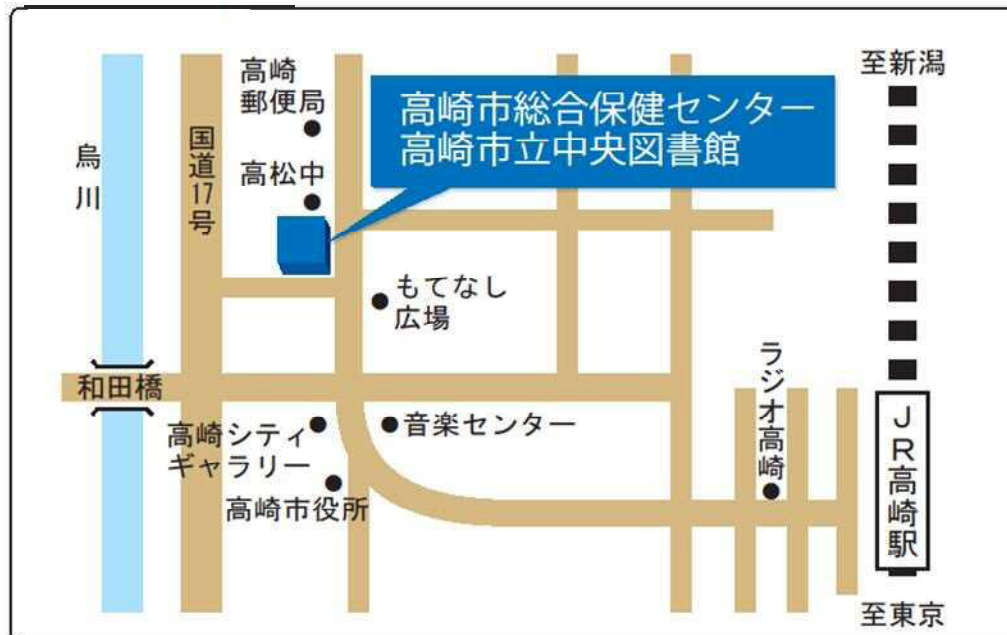 高崎
郵便局
至新潟
高崎市総合保健センター
高崎市立中央図書館
烏川
国道17号
高松中
もてなし
広場
ラジオ高崎
和田橋
高崎シティ
ギャラリー
音楽センター
高崎市役所
JR高崎駅
至東京